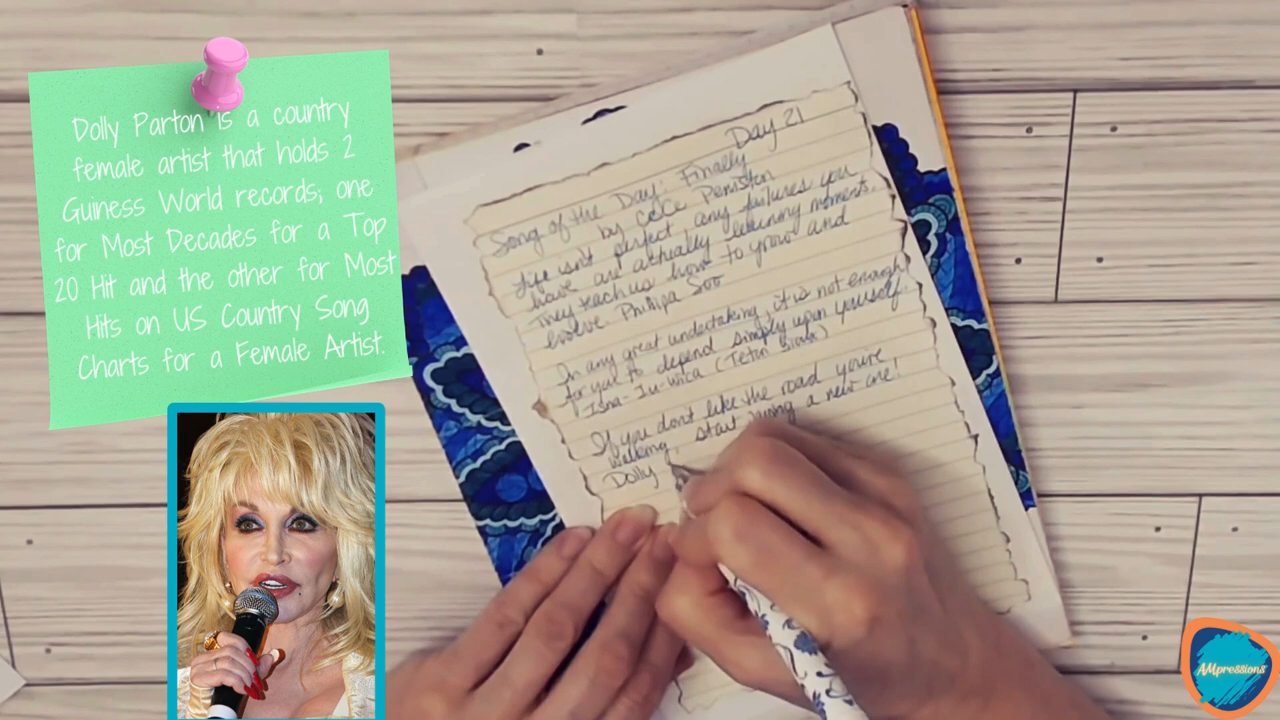 Dolly Parton is a country
female artist that holds 2
Guiness World records; one
for Most Decades for a Top
20 Hit and the other for Most
Hits on US Country Song
Charts for a Female Artist.
Day 21
Song of the Day: Finally
by CeCe Peniston
Life isn't perfect, any failures you
have are actually learning moments.
They teach us how to grow and
evolve. Phillipa Soo
In any great undertaking, it is not enough
for you to depend simply upon yourself.
Isna-Iu-wica (Teton Sioux)
If you don't like the road you're
walking, start paving a new one!
Dolly
AMpressions